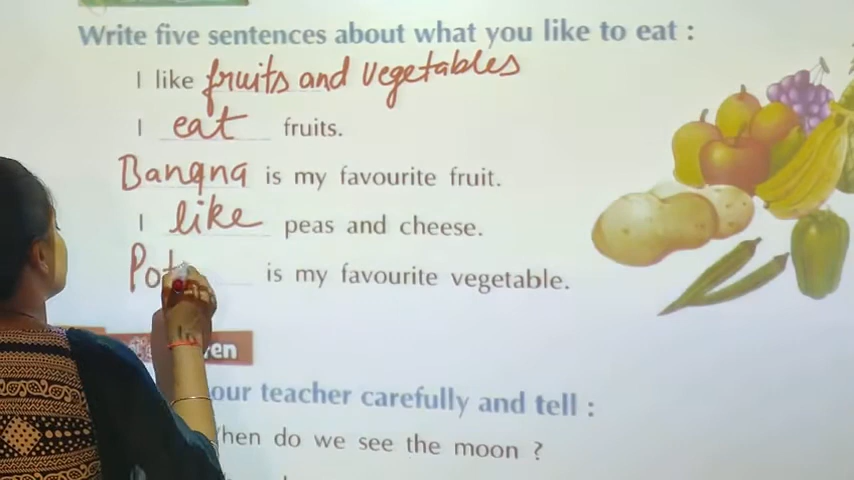 Write five sentences about what you like to eat :
I like fruits and vegetables
I eat fruits.
Banana is my favourite fruit.
I like peas and cheese.
Pot is my favourite vegetable.
our teacher carefully and tell :
hen do we see the moon ?